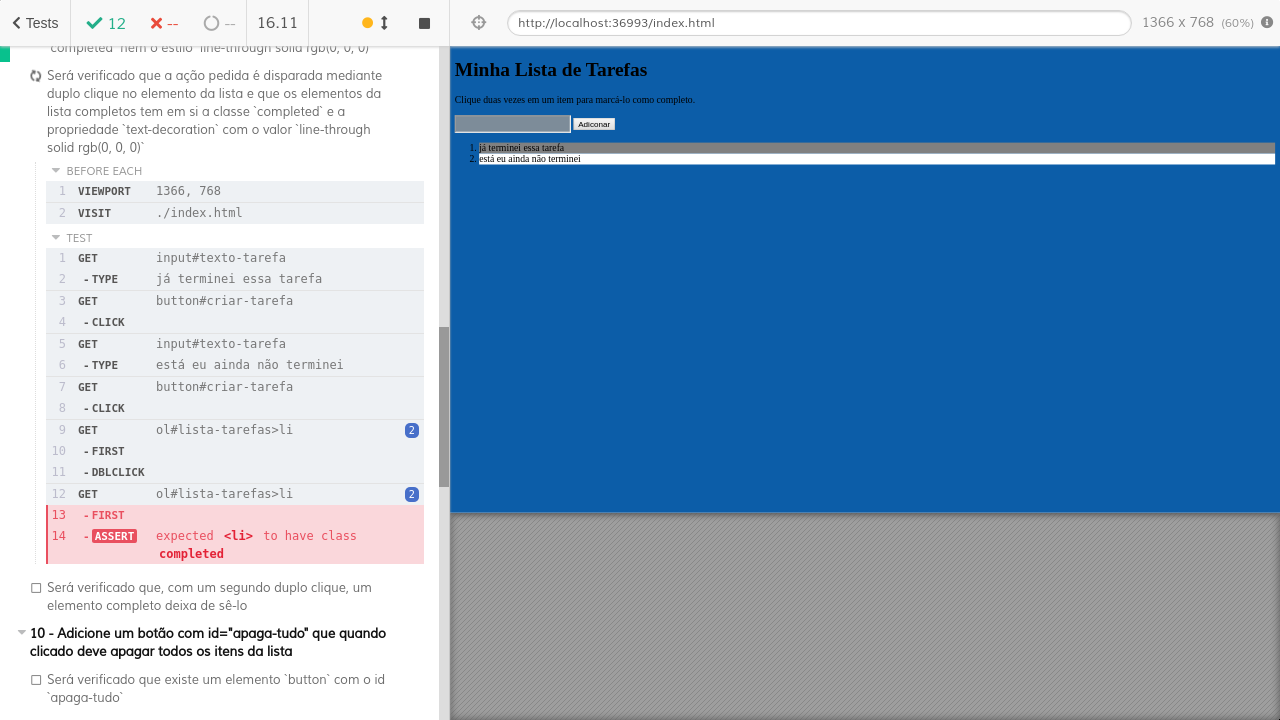 Tests 12 -- -- 16.11
http://localhost:36993/index.html 1366 x 768 (60%)
`completed` nem o estilo `line-through solid rgb(0, 0, 0)`
Será verificado que a ação pedida é disparada mediante
duplo clique no elemento da lista e que os elementos da
lista completos tem em si a classe `completed` e a
propriedade `text-decoration` com o valor `line-through
solid rgb(0, 0, 0)`
BEFORE EACH
1 VIEWPORT 1366, 768
2 VISIT ./index.html
TEST
1 GET input#texto-tarefa
2 -TYPE já terminei essa tarefa
3 GET button#criar-tarefa
4 -CLICK
5 GET input#texto-tarefa
6 -TYPE está eu ainda não terminei
7 GET button#criar-tarefa
8 -CLICK
9 GET ol#lista-tarefas>li 2
10 -FIRST
11 -DBLCLICK
12 GET ol#lista-tarefas>li 2
13 -FIRST
14 -ASSERT expected <li> to have class
completed
Será verificado que, com um segundo duplo clique, um
elemento completo deixa de sê-lo
10 - Adicione um botão com id="apaga-tudo" que quando
clicado deve apagar todos os itens da lista
Será verificado que existe um elemento `button` com o id
`apaga-tudo`
Minha Lista de Tarefas
Clique duas vezes em um item para marcá-lo como completo.
Adicionar
1. já terminei essa tarefa
2. está eu ainda não terminei